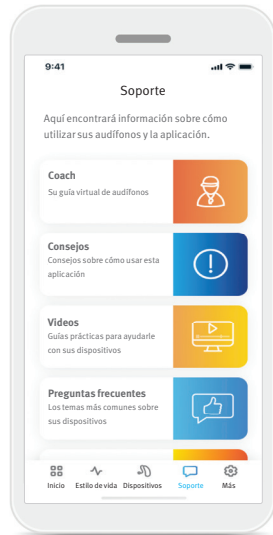 9:41
Soporte
Aquí encontrará información sobre cómo
utilizar sus audífonos y la aplicación.
Coach
Su guía virtual de audífonos
Consejos
Consejos sobre cómo usar esta
aplicación
Videos
Guías prácticas para ayudarle
con sus dispositivos
Preguntas frecuentes
Los temas más comunes sobre
sus dispositivos
Inicio Estilo de vida Dispositivos Soporte Más